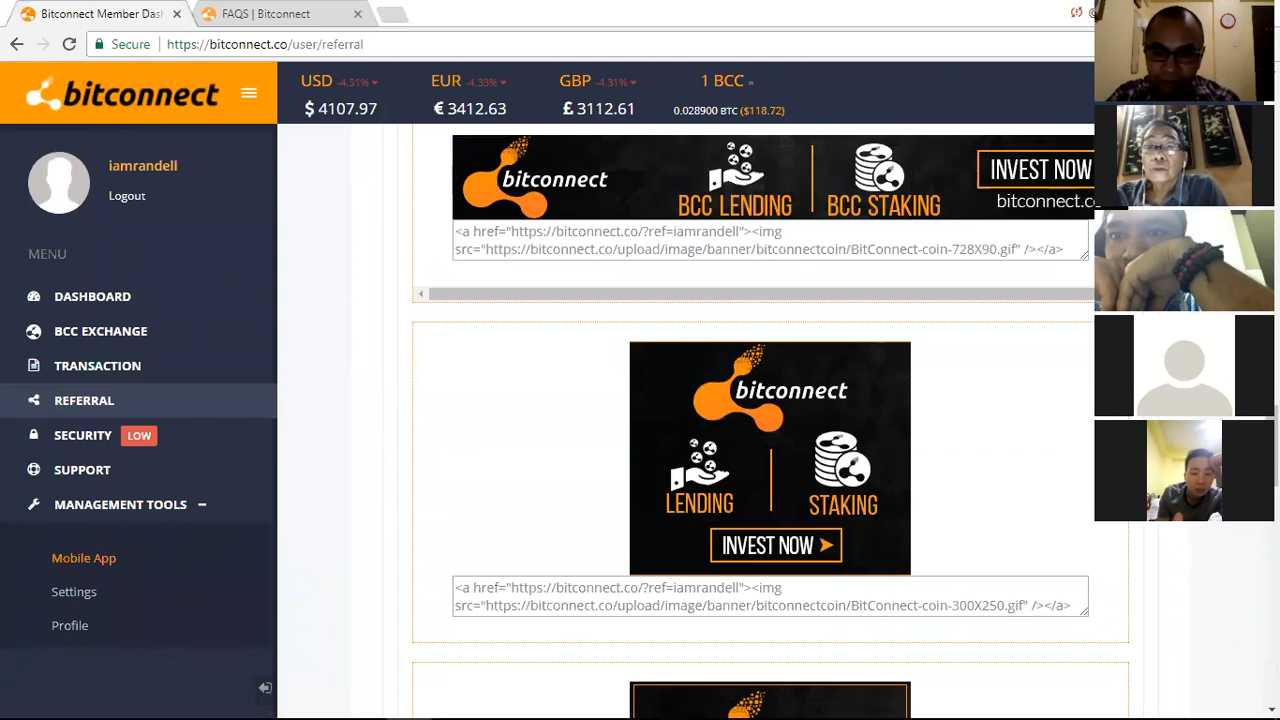 Bitconnect Member Das
FAQS | Bitconnect
Secure
https://bitconnect.co/user/referral
bitconnect
USD -4.31%
$ 4107.97
EUR -4.33%
€ 3412.63
GBP -4.31%
£ 3112.61
1 BCC =
0.028900 BTC ($118.72)
iamrandell
Logout
MENU
DASHBOARD
BCC EXCHANGE
TRANSACTION
REFERRAL
SECURITY LOW
SUPPORT
MANAGEMENT TOOLS
Mobile App
Settings
Profile
bitconnect
BCC LENDING
BCC STAKING
INVEST NOW
bitconnect.c
<a href="https://bitconnect.co/?ref=iamrandell"><img
src="https://bitconnect.co/upload/image/banner/bitconnectcoin/BitConnect-coin-728X90.gif" /></a>
bitconnect
LENDING
STAKING
INVEST NOW
<a href="https://bitconnect.co/?ref=iamrandell"><img
src="https://bitconnect.co/upload/image/banner/bitconnectcoin/BitConnect-coin-300X250.gif" /></a>